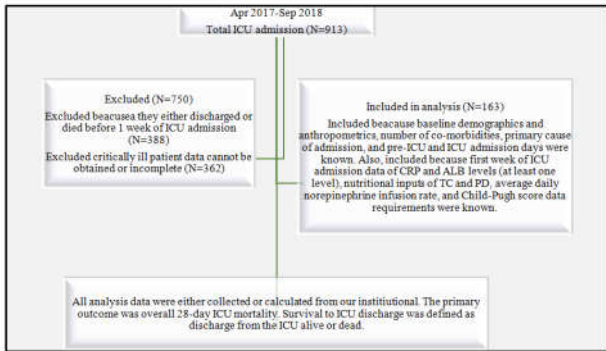 Apr 2017-Sep 2018
Total ICU admission (N=913)
Excluded (N=750)
Excluded beacusea they either discharged or
died before 1 week of ICU admission
(N=388)
Excluded critically ill patient data cannot be
obtained or incomplete (N=362)
Included in analysis (N=163)
Included beacause baseline demographics and
anthropometrics, number of co-morbidities, primary cause
of admission, and pre-ICU and ICU admission days were
known. Also, included because first week of ICU
admission data of CRP and ALB levels (at least one
level), nutritional inputs of TC and PD, average daily
norepinephrine infusion rate, and Child-Pugh score data
requirements were known.
All analysis data were either collected or calculated from our institiutional. The primary
outcome was overall 28-day ICU mortality. Survival to ICU discharge was defined as
discharge from the ICU alive or dead.